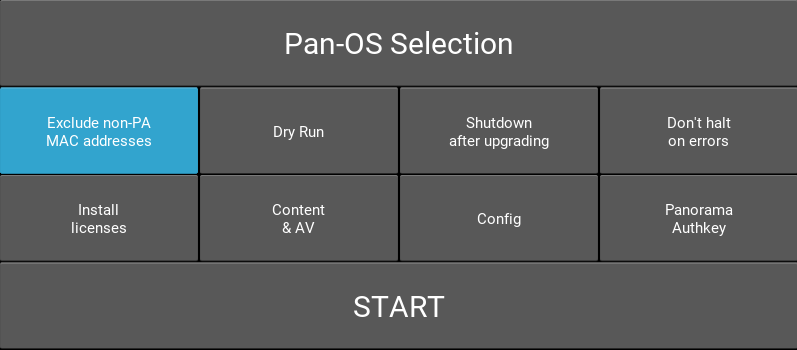 Pan-OS Selection
Exclude non-PA
MAC addresses
Dry Run
Shutdown
after upgrading
Don't halt
on errors
Install
licenses
Content
& AV
Config
Panorama
Authkey
START